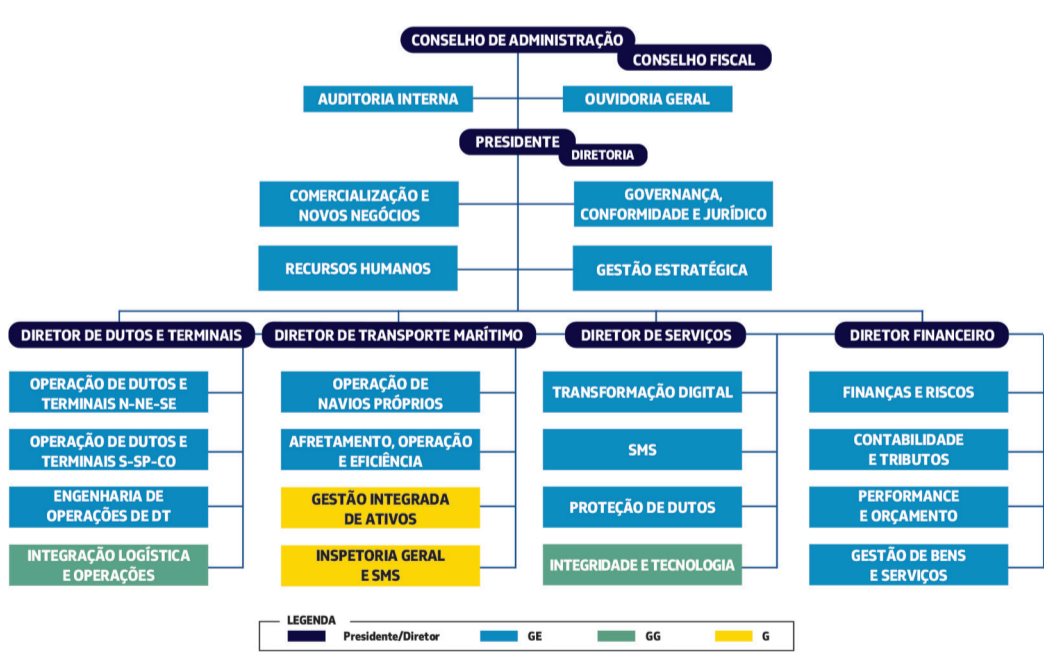 CONSELHO DE ADMINISTRAÇÃO
CONSELHO FISCAL
AUDITORIA INTERNA
OUVIDORIA GERAL
PRESIDENTE
DIRETORIA
COMERCIALIZAÇÃO E
NOVOS NEGÓCIOS
GOVERNANÇA,
CONFORMIDADE E JURÍDICO
RECURSOS HUMANOS
GESTÃO ESTRATÉGICA
DIRETOR DE DUTOS E TERMINAIS
OPERAÇÃO DE DUTOS E
TERMINAIS N-NE-SE
OPERAÇÃO DE DUTOS E
TERMINAIS S-SP-CO
ENGENHARIA DE
OPERAÇÕES DE DT
INTEGRAÇÃO LOGÍSTICA
E OPERAÇÕES
DIRETOR DE TRANSPORTE MARÍTIMO
OPERAÇÃO DE
NAVIOS PRÓPRIOS
AFRETAMENTO, OPERAÇÃO
E EFICIÊNCIA
GESTÃO INTEGRADA
DE ATIVOS
INSPETORIA GERAL
E SMS
DIRETOR DE SERVIÇOS
TRANSFORMAÇÃO DIGITAL
SMS
PROTEÇÃO DE DUTOS
INTEGRIDADE E TECNOLOGIA
DIRETOR FINANCEIRO
FINANÇAS E RISCOS
CONTABILIDADE
E TRIBUTOS
PERFORMANCE
E ORÇAMENTO
GESTÃO DE BENS
E SERVIÇOS
LEGENDA
Presidente/Diretor
GE
GG
G